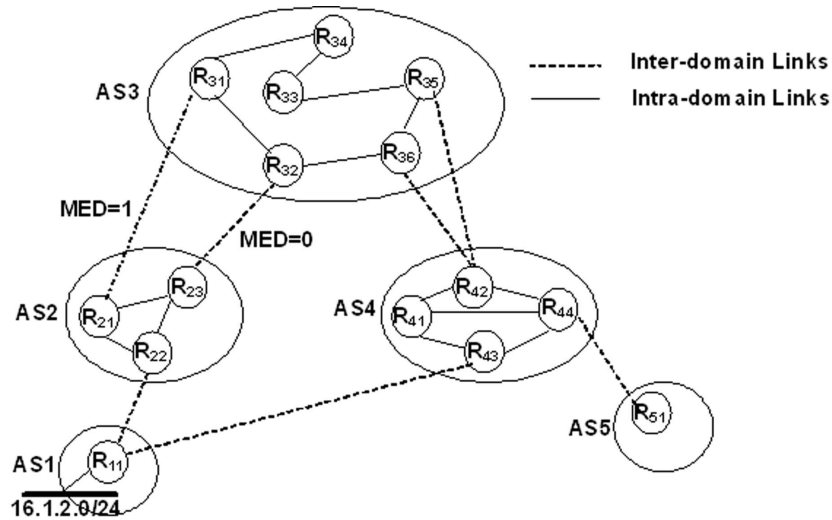 R34
R31
R35
AS3
R33
R36
R32
Inter-domain Links
Intra-domain Links
MED=1
MED=0
R23
R42
AS2
R21
AS4
R41
R44
R22
R43
R51
AS5
AS1
R11
16.1.2.0/24